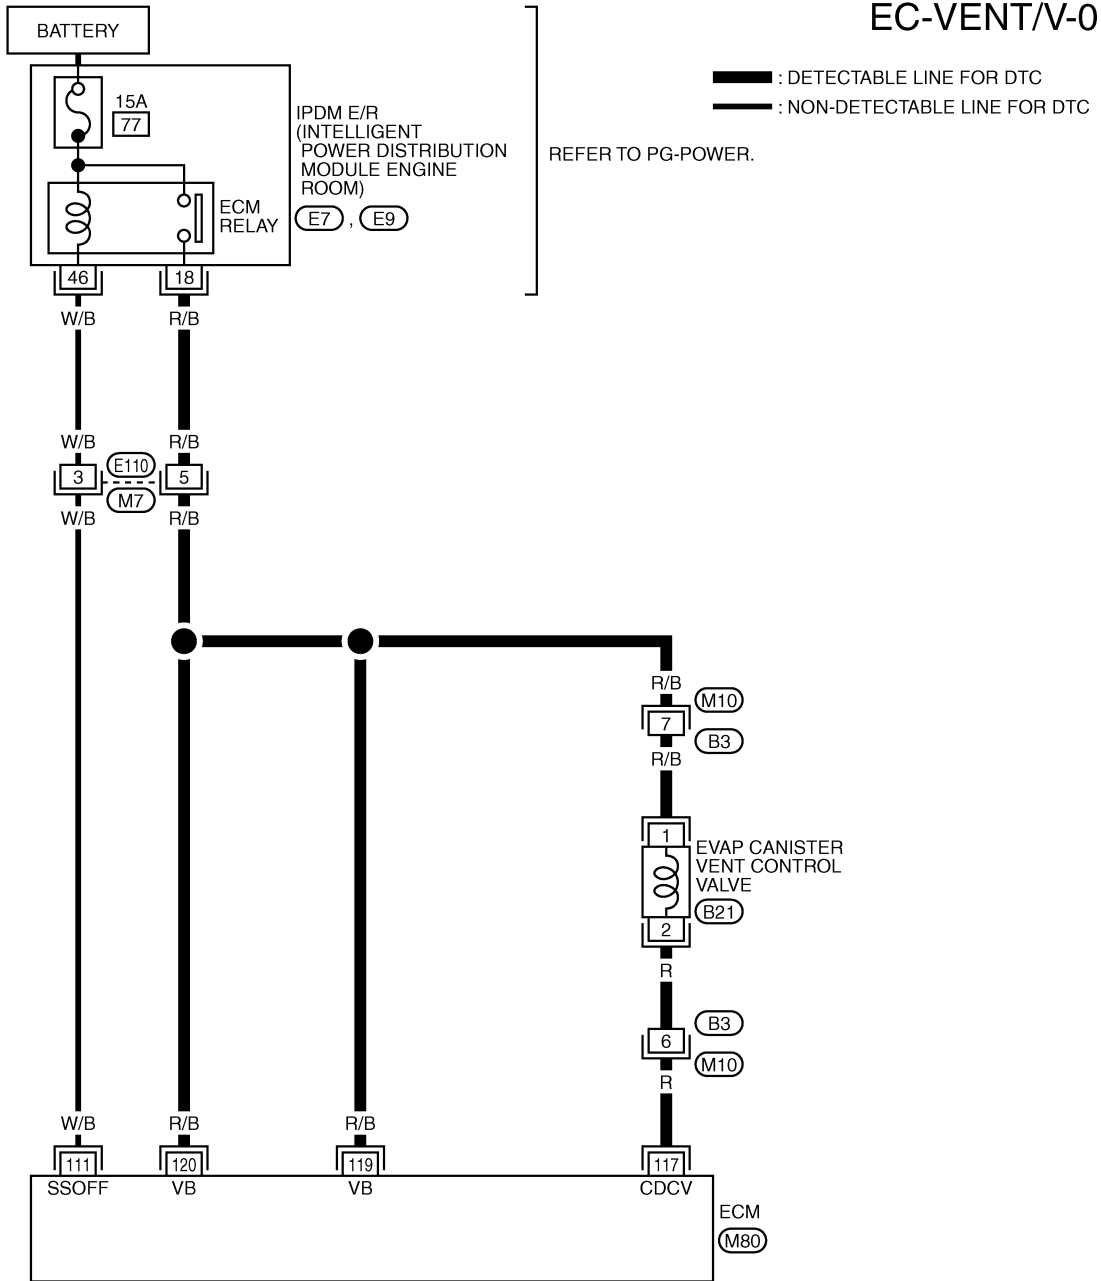 EC-VENT/V-0
BATTERY
: DETECTABLE LINE FOR DTC
: NON-DETECTABLE LINE FOR DTC
15A
77
IPDM E/R
(INTELLIGENT
POWER DISTRIBUTION
MODULE ENGINE
ROOM)
E7 , E9
REFER TO PG-POWER.
ECM
RELAY
46
18
W/B
R/B
W/B
R/B
3
E110
M7
5
W/B
R/B
R/B
M10
7
B3
R/B
1
EVAP CANISTER
VENT CONTROL
VALVE
B21
2
R
B3
6
M10
R
W/B
R/B
R/B
111
120
119
117
SSOFF
VB
VB
CDCV
ECM
M80